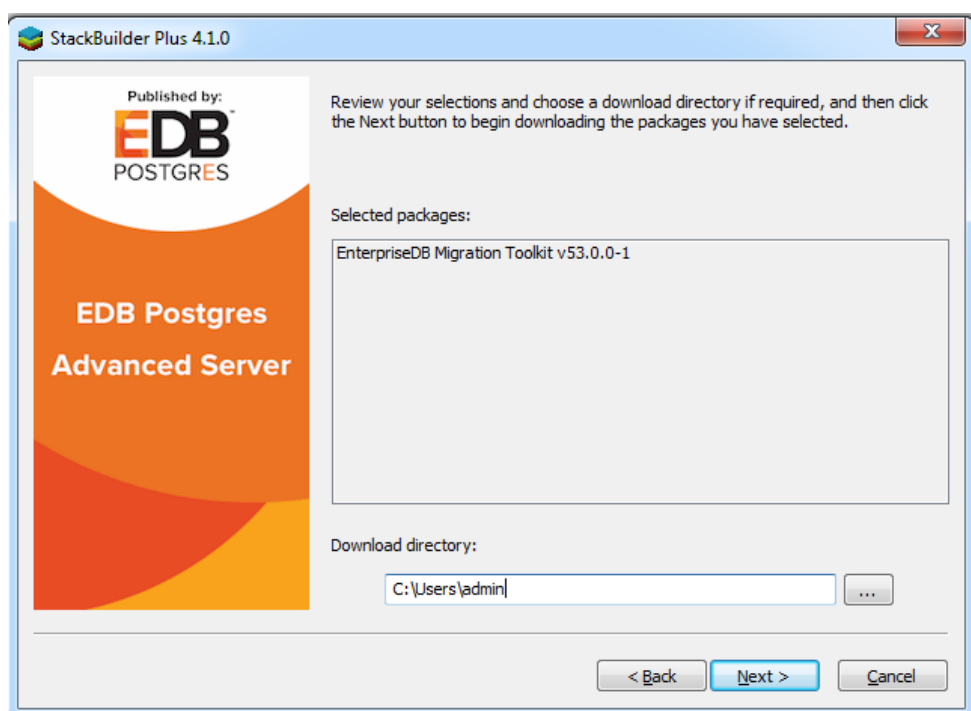 StackBuilder Plus 4.1.0
Published by:
EDB™
POSTGRES
EDB Postgres
Advanced Server
Review your selections and choose a download directory if required, and then click
the Next button to begin downloading the packages you have selected.
Selected packages:
EnterpriseDB Migration Toolkit v53.0.0-1
Download directory:
C:\Users\admin
...
< Back
Next >
Cancel